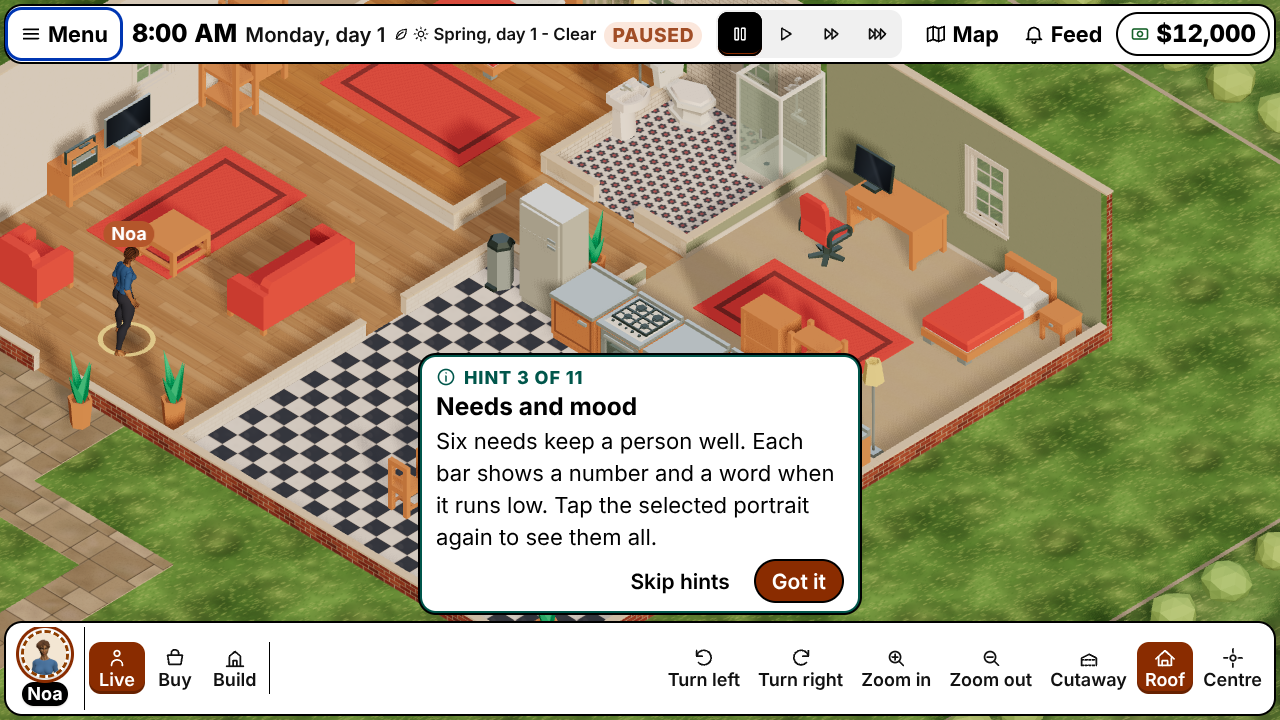 Menu
8:00 AM Monday, day 1 Spring, day 1 - Clear PAUSED
Map
Feed
$12,000
Noa
HINT 3 OF 11
Needs and mood
Six needs keep a person well. Each
bar shows a number and a word when
it runs low. Tap the selected portrait
again to see them all.
Skip hints
Got it
Noa
Live
Buy
Build
Turn left
Turn right
Zoom in
Zoom out
Cutaway
Roof
Centre